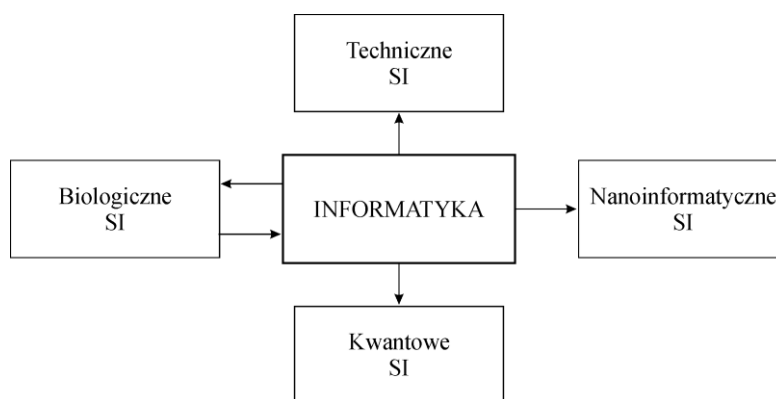 Techniczne
SI
Biologiczne
SI
INFORMATYKA
Nanoinformatyczne
SI
Kwantowe
SI